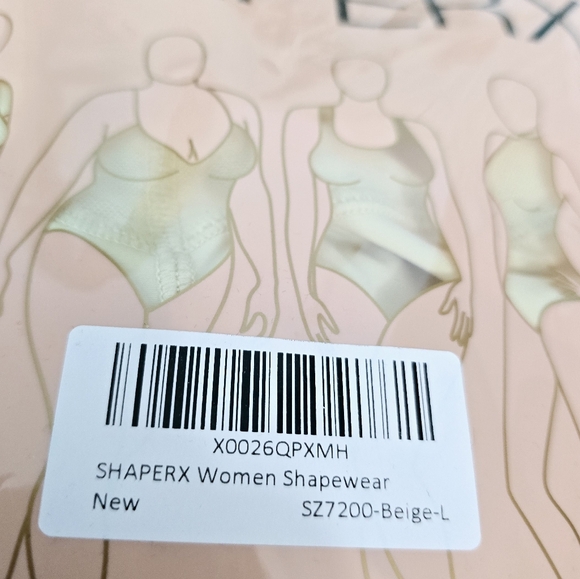 X0026QPXMH
SHAPERX Women Shapewear
New SZ7200-Beige-L